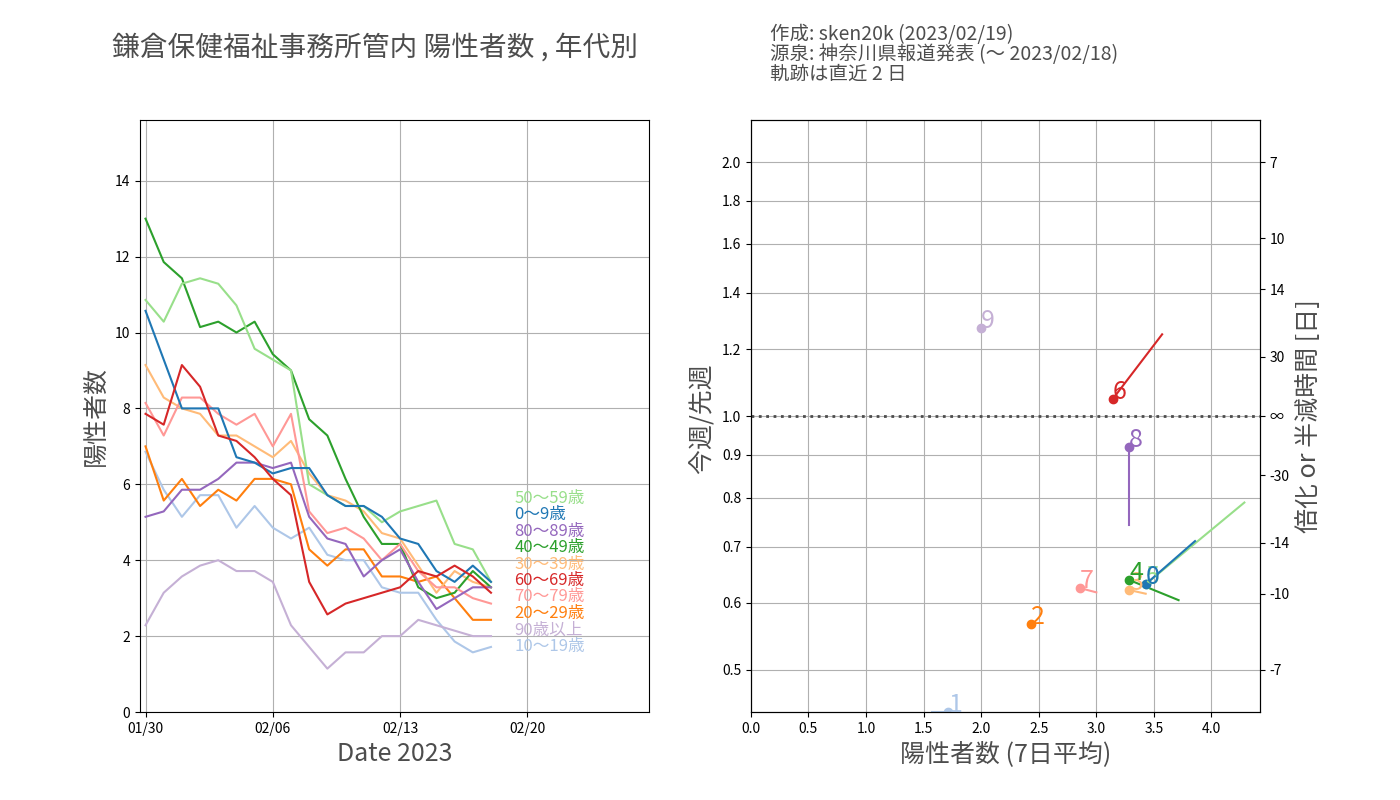 鎌倉保健福祉事務所管内 陽性者数 , 年代別
作成: sken20k (2023/02/19)
源泉: 神奈川県報道発表 (〜 2023/02/18)
軌跡は直近 2 日
陽性者数
14
12
10
8
6
4
2
0
01/30
02/06
02/13
02/20
Date 2023
50〜59歳
0〜9歳
80〜89歳
40〜49歳
30〜39歳
60〜69歳
70〜79歳
20〜29歳
90歳以上
10〜19歳
今週/先週
2.0
1.8
1.6
1.4
1.2
1.0
0.9
0.8
0.7
0.6
0.5
9
6
8
7
4
0
2
1
0.0
0.5
1.0
1.5
2.0
2.5
3.0
3.5
4.0
陽性者数 (7日平均)
7
10
14
30
∞
-30
-14
-10
-7
倍化 or 半減時間 [日]